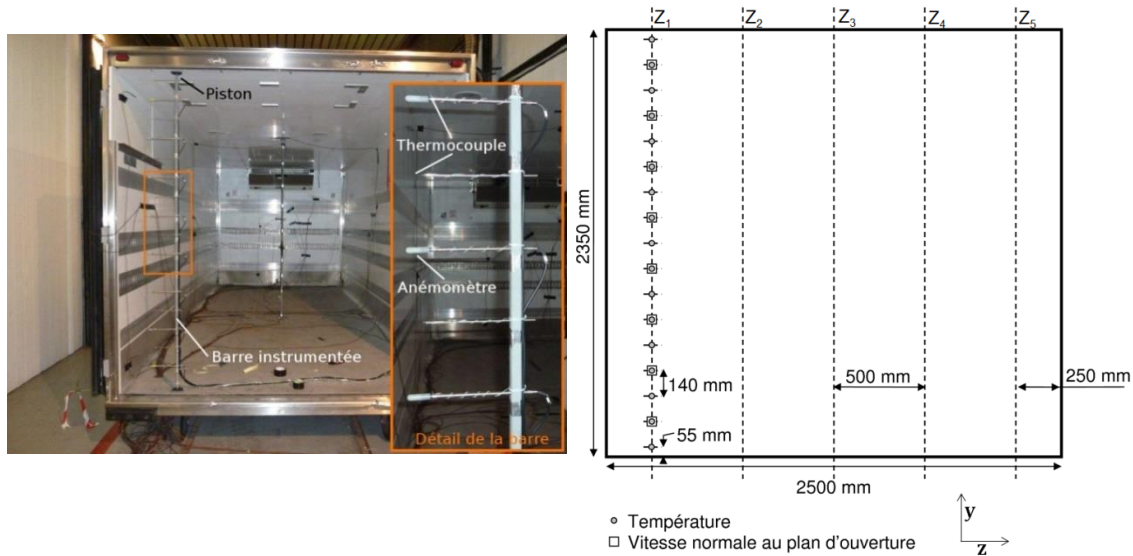 Piston
Thermocouple
Anémomètre
Barre instrumentée
Détail de la barre
Z1 Z2 Z3 Z4 Z5
2350 mm
500 mm
250 mm
140 mm
55 mm
2500 mm
Température
Vitesse normale au plan d'ouverture
y
z